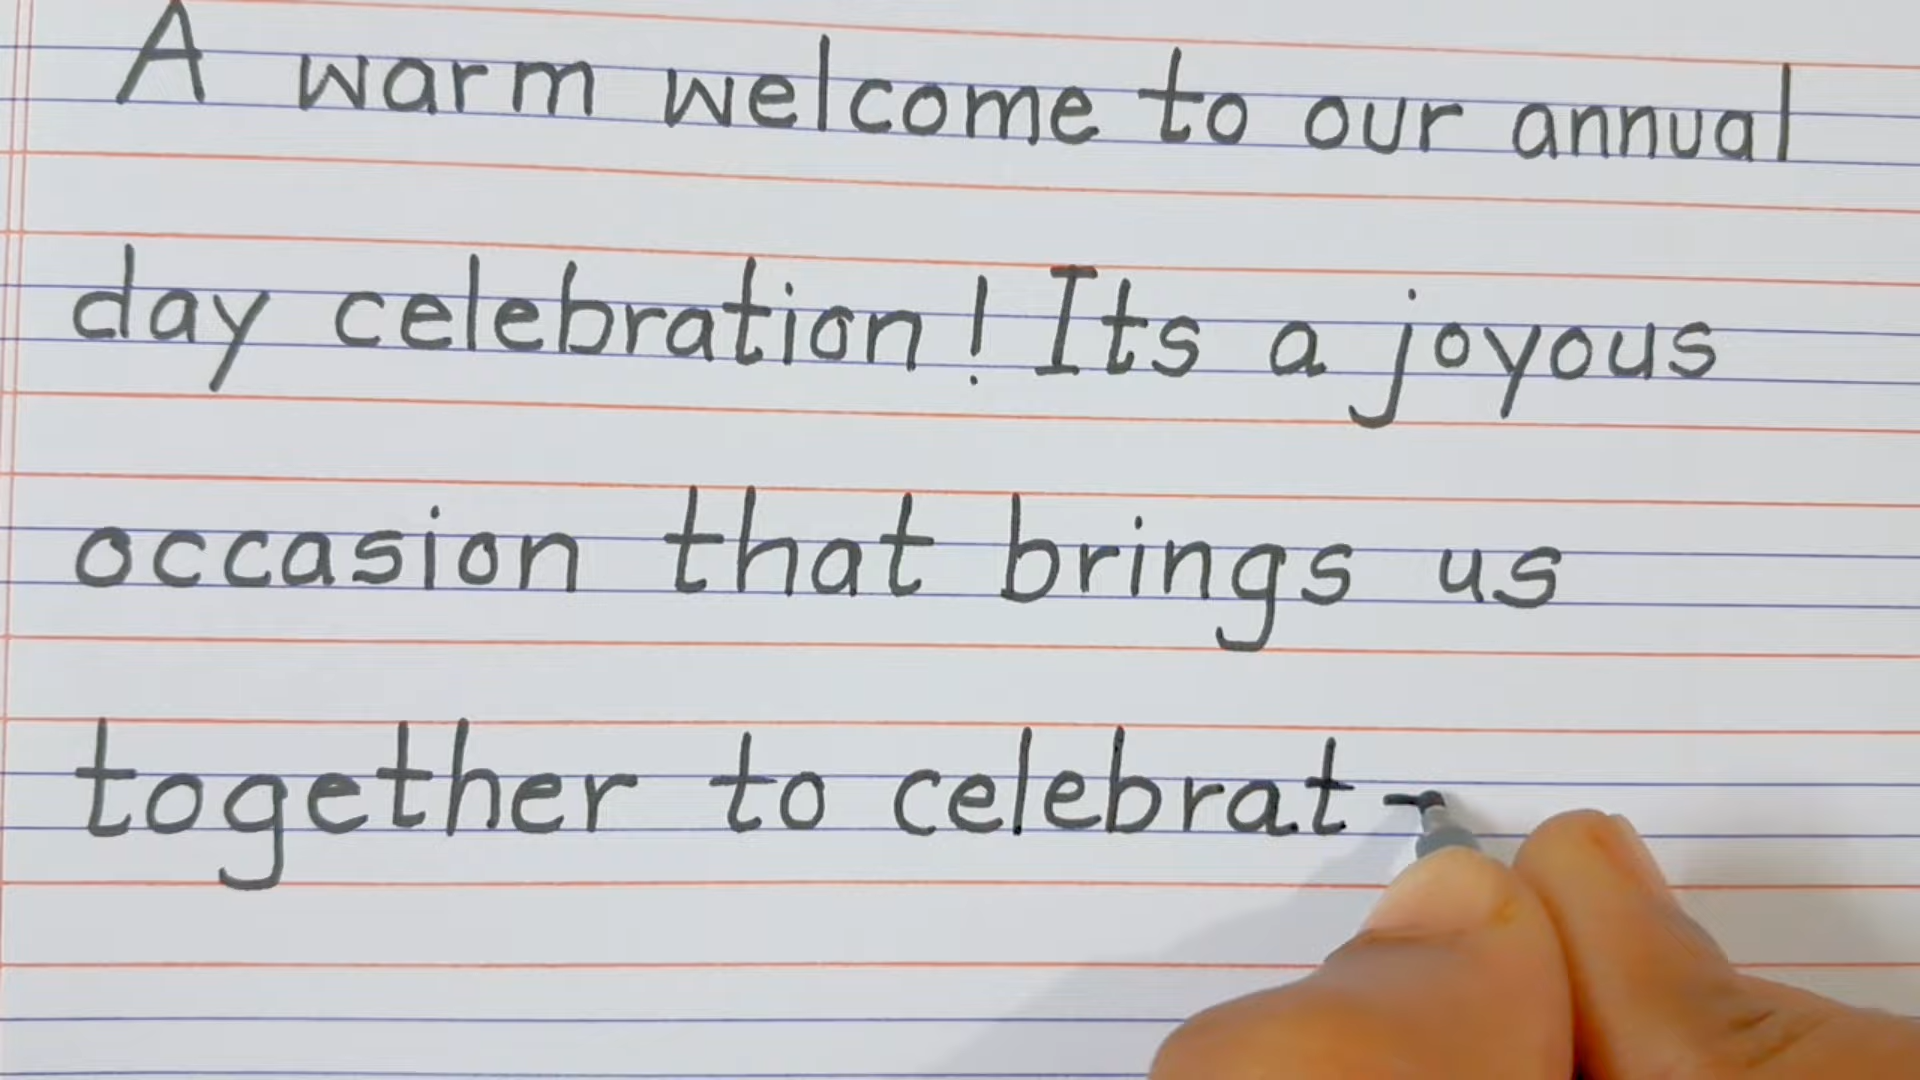 A warm welcome to our annual
day celebration! Its a joyous
occasion that brings us
together to celebrat